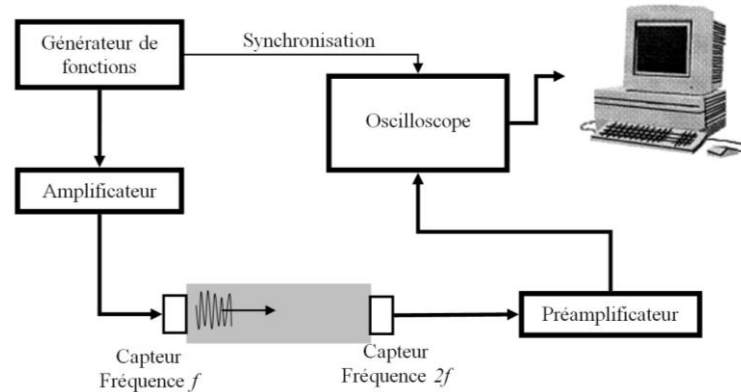 Générateur de
fonctions
Synchronisation
Oscilloscope
Amplificateur
Préamplificateur
Capteur
Fréquence f
Capteur
Fréquence 2f